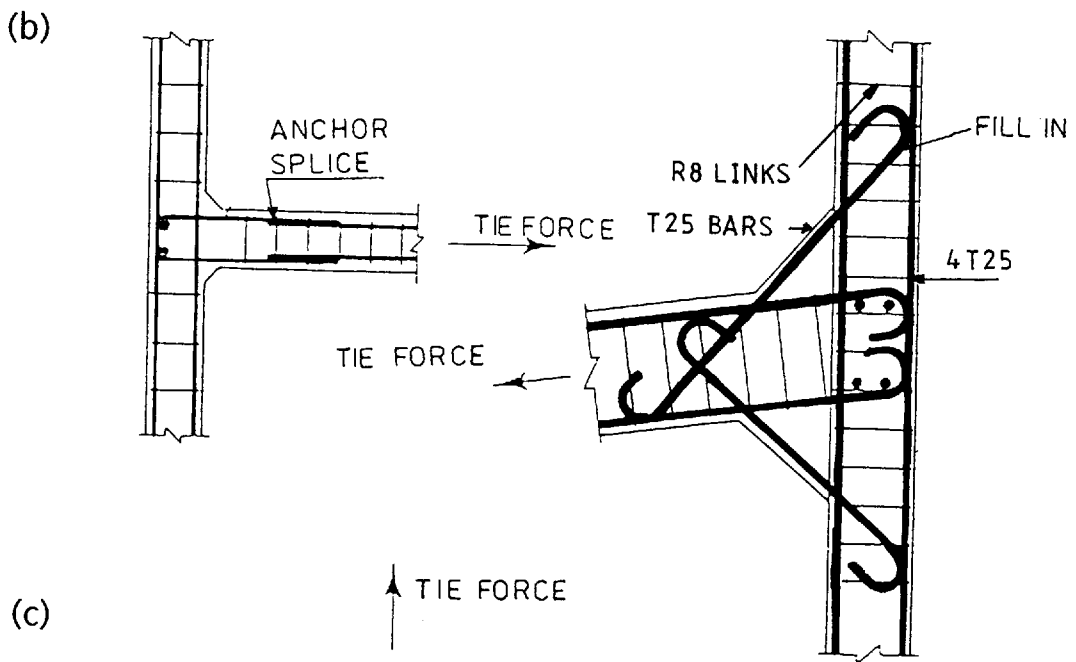 (b)
ANCHOR
SPLICE
TIE FORCE
FILL IN
R8 LINKS
T25 BARS
4T25
TIE FORCE
TIE FORCE
(c)